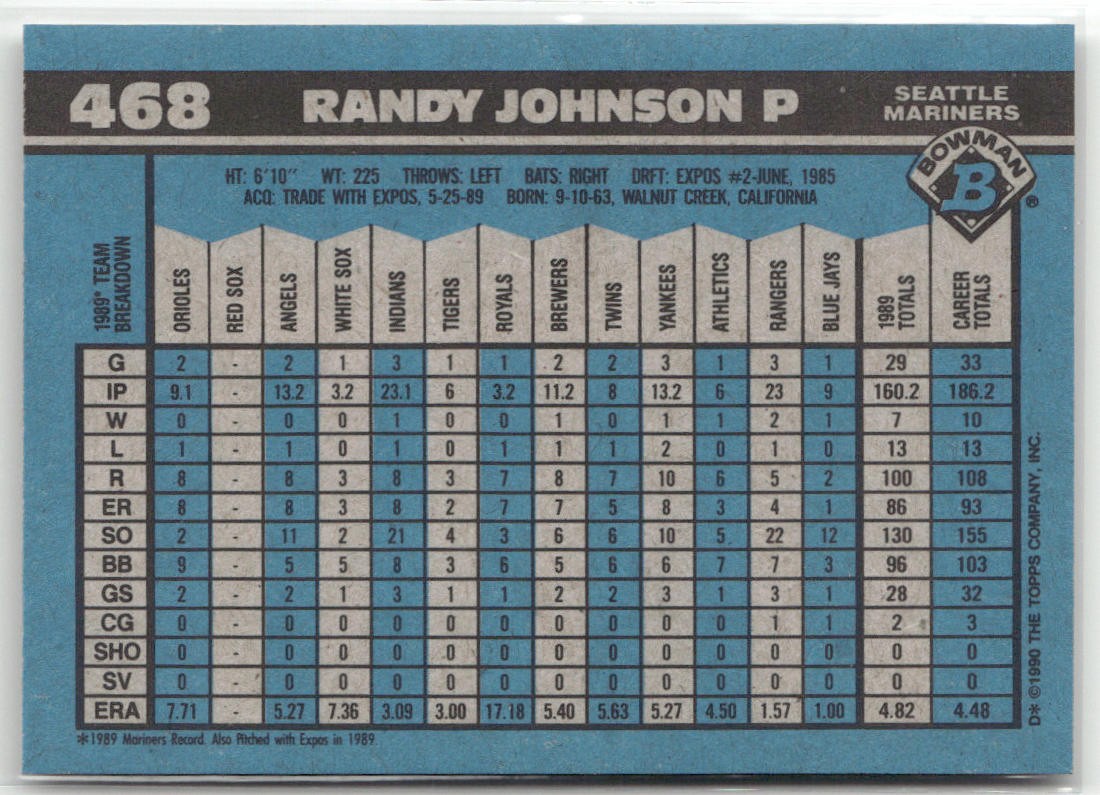 468 RANDY JOHNSON P SEATTLE MARINERS
BOWMAN
B
®
HT: 6'10" WT: 225 THROWS: LEFT BATS: RIGHT DRFT: EXPOS #2-JUNE, 1985
ACQ: TRADE WITH EXPOS, 5-25-89 BORN: 9-10-63, WALNUT CREEK, CALIFORNIA
1989* TEAM BREAKDOWN ORIOLES RED SOX ANGELS WHITE SOX INDIANS TIGERS ROYALS BREWERS TWINS YANKEES ATHLETICS RANGERS BLUE JAYS 1989 TOTALS CAREER TOTALS
G 2 - 2 1 3 1 1 2 2 3 1 3 1 29 33
IP 9.1 - 13.2 3.2 23.1 6 3.2 11.2 8 13.2 6 23 9 160.2 186.2
W 0 - 0 0 1 0 0 1 0 1 1 2 1 7 10
L 1 - 1 0 1 0 1 1 1 2 0 1 0 13 13
R 8 - 8 3 8 3 7 8 7 10 6 5 2 100 108
ER 8 - 8 3 8 2 7 7 5 8 3 4 1 86 93
SO 2 - 11 2 21 4 3 6 6 10 5 22 12 130 155
BB 9 - 5 5 8 3 6 5 6 6 7 7 3 96 103
GS 2 - 2 1 3 1 1 2 2 3 1 3 1 28 32
CG 0 - 0 0 0 0 0 0 0 0 0 1 1 2 3
SHO 0 - 0 0 0 0 0 0 0 0 0 0 0 0 0
SV 0 - 0 0 0 0 0 0 0 0 0 0 0 0 0
ERA 7.71 - 5.27 7.36 3.09 3.00 17.18 5.40 5.63 5.27 4.50 1.57 1.00 4.82 4.48
*1989 Mariners Record. Also Pitched with Expos in 1989.
D* ©1990 THE TOPPS COMPANY, INC.